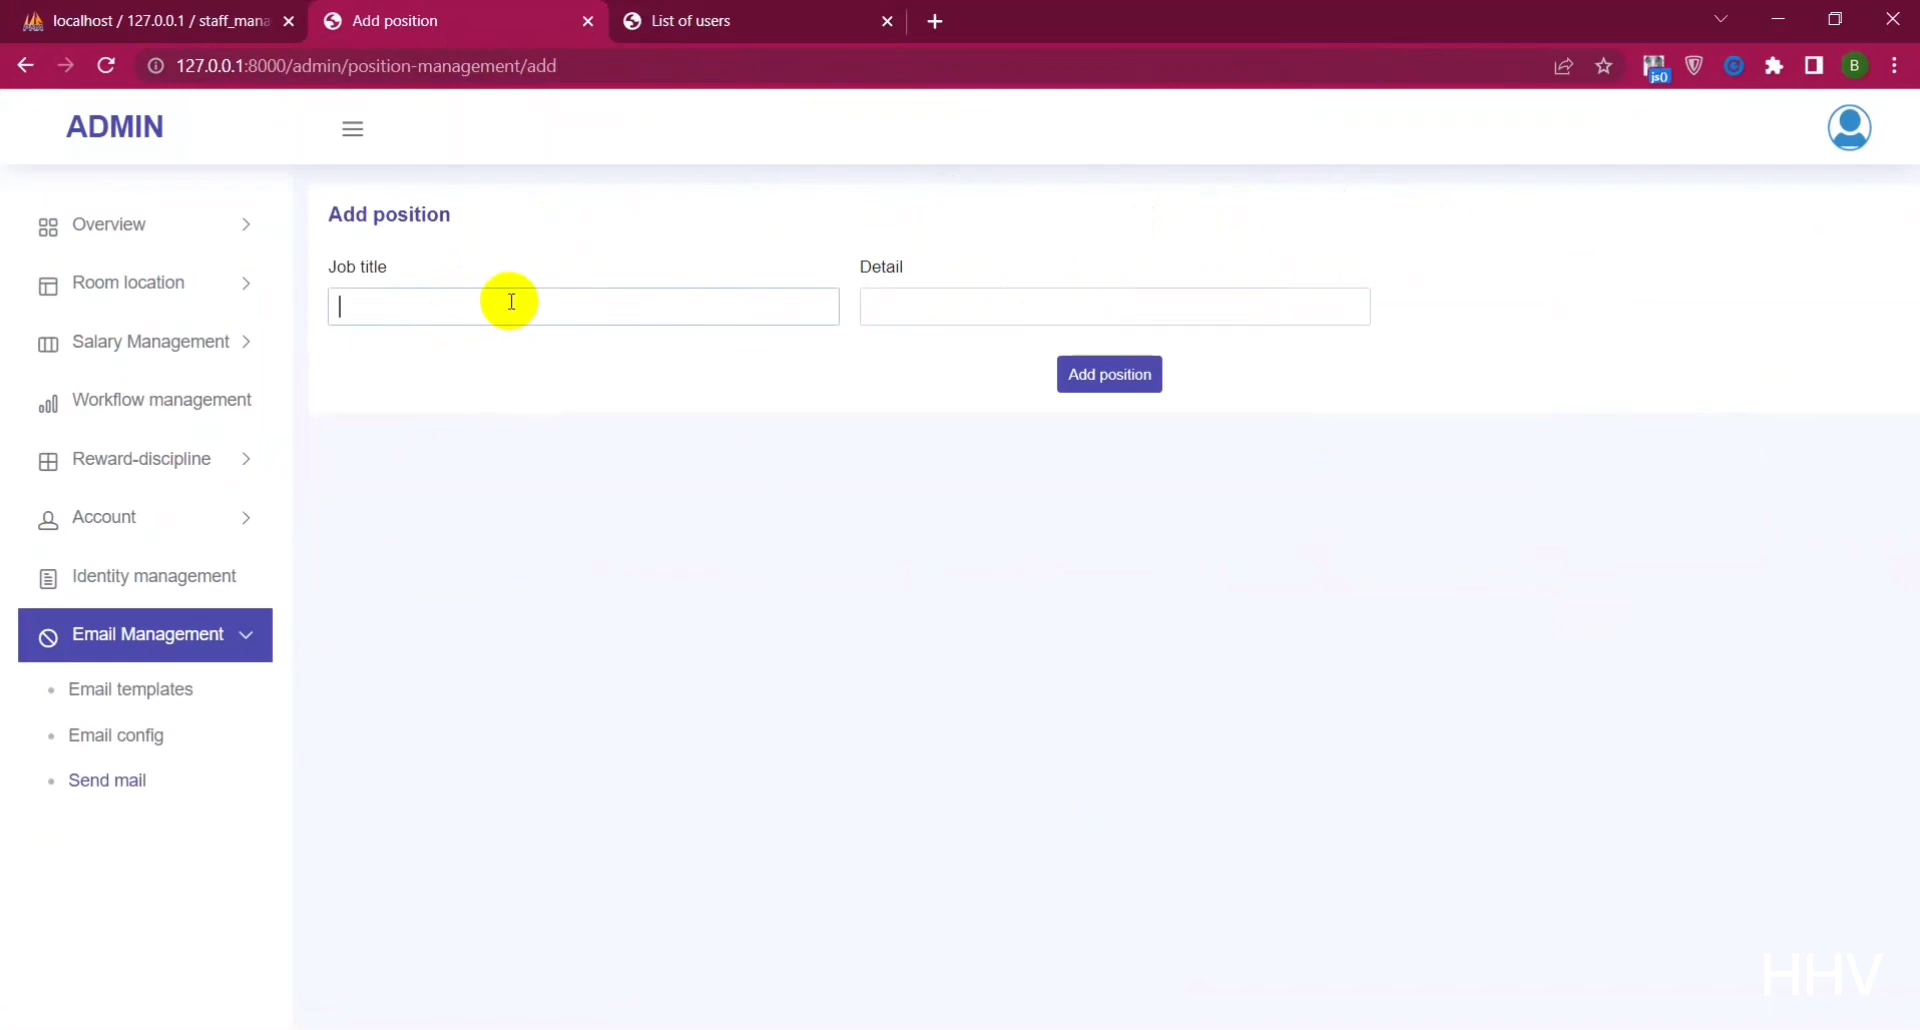 localhost / 127.0.0.1 / staff_mana
Add position
List of users
127.0.0.1:8000/admin/position-management/add
js()
B
ADMIN
Overview
Room location
Salary Management
Workflow management
Reward-discipline
Account
Identity management
Email Management
Email templates
Email config
Send mail
Add position
Job title
Detail
Add position
HHV